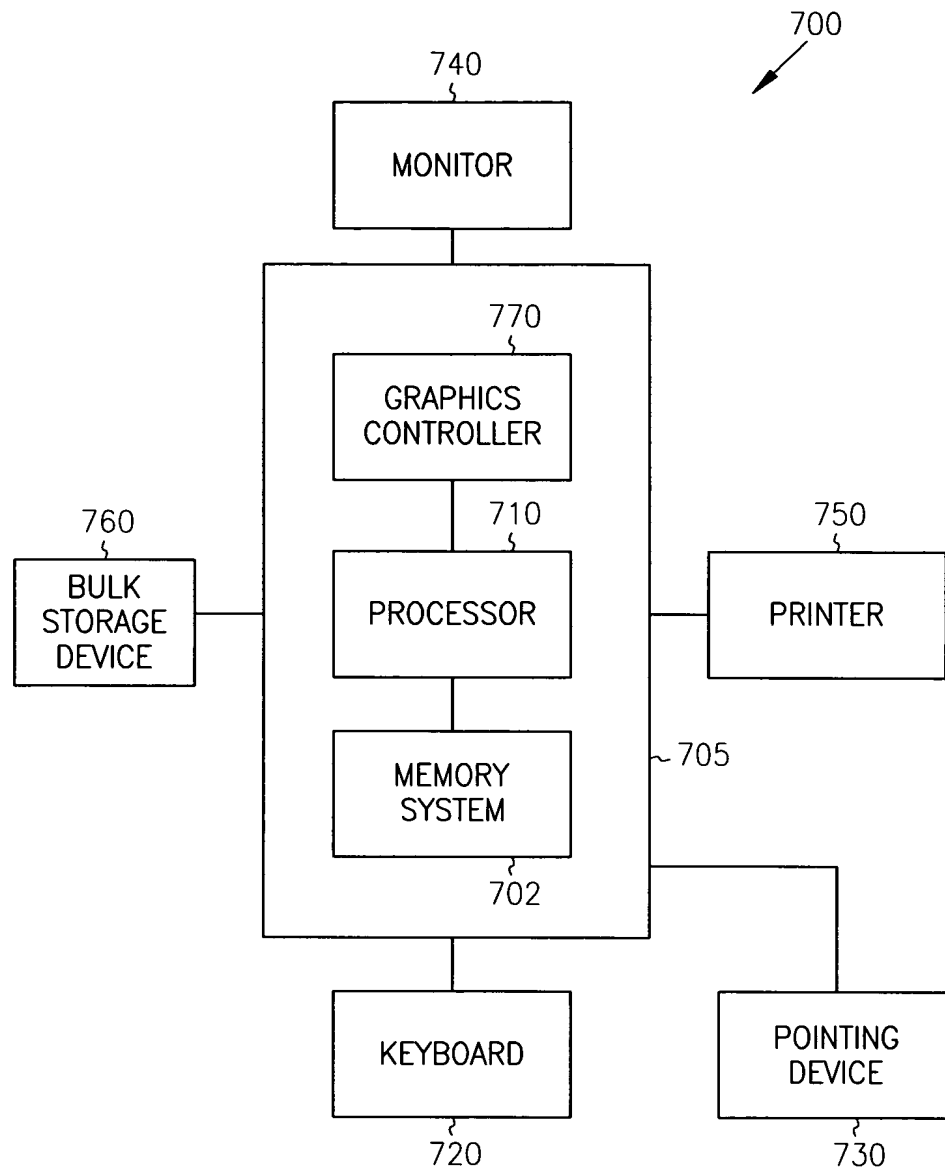 700
740
MONITOR
770
GRAPHICS
CONTROLLER
710
PROCESSOR
760
BULK
STORAGE
DEVICE
750
PRINTER
705
MEMORY
SYSTEM
702
KEYBOARD
720
POINTING
DEVICE
730